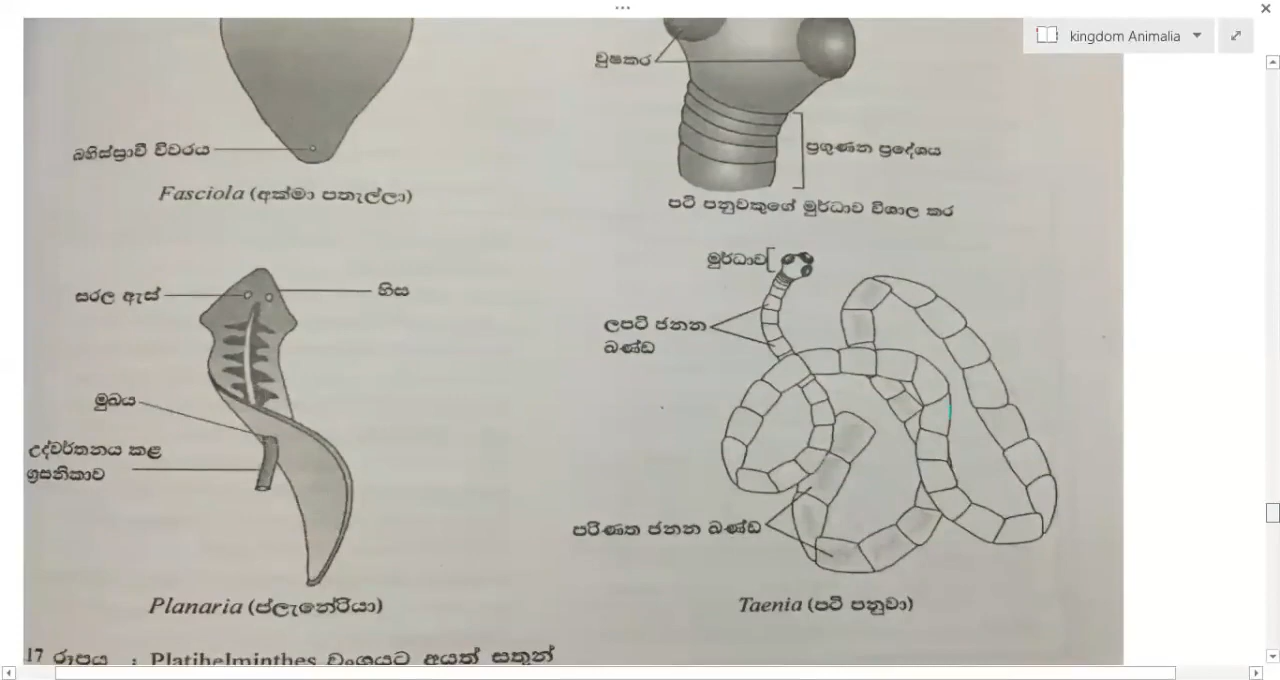 kingdom Animalia
චූෂකර
බහිස්ස්‍රාවී විවරය
ප්‍රගුණන ප්‍රදේශය
Fasciola (අක්මා පතැල්ලා)
පටි පනුවකුගේ මූර්ධාව විශාල කර
මූර්ධාව
සරල ඇස්
හිස
ලපටි ජනන
ඛණ්ඩ
මුඛය
උද්වර්තනය කළ
ග්‍රසනිකාව
පරිණත ජනන ඛණ්ඩ
Planaria (ප්ලැනේරියා)
Taenia (පටි පනුවා)
17 රූපය : Platihelminthes වංශයට අයත් සතුන්